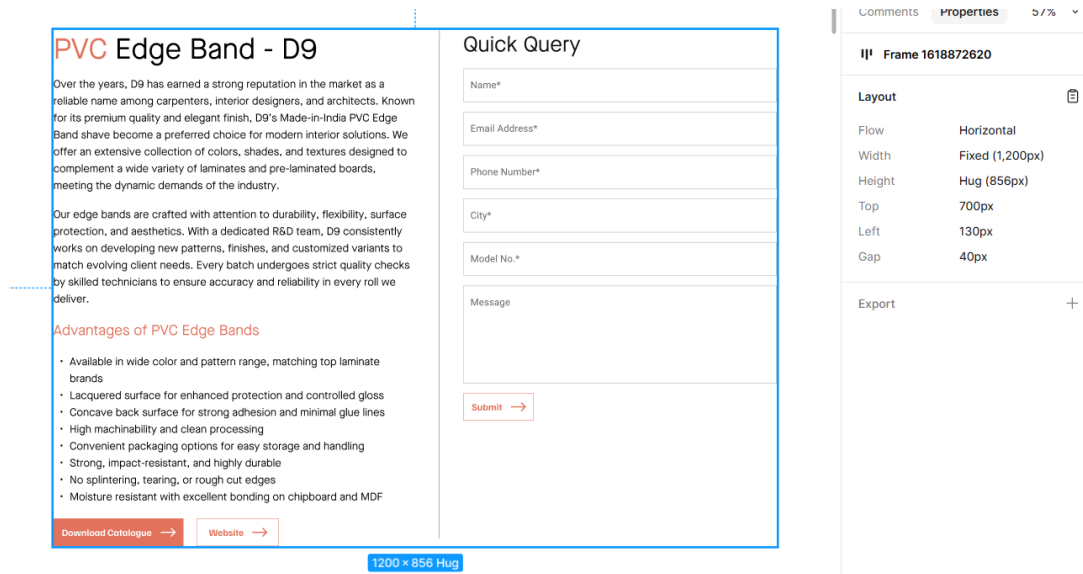 Comments Properties 57%
PVC Edge Band - D9
Over the years, D9 has earned a strong reputation in the market as a
reliable name among carpenters, interior designers, and architects. Known
for its premium quality and elegant finish, D9's Made-in-India PVC Edge
Band shave become a preferred choice for modern interior solutions. We
offer an extensive collection of colors, shades, and textures designed to
complement a wide variety of laminates and pre-laminated boards,
meeting the dynamic demands of the industry.
Our edge bands are crafted with attention to durability, flexibility, surface
protection, and aesthetics. With a dedicated R&D team, D9 consistently
works on developing new patterns, finishes, and customized variants to
match evolving client needs. Every batch undergoes strict quality checks
by skilled technicians to ensure accuracy and reliability in every roll we
deliver.
Advantages of PVC Edge Bands
• Available in wide color and pattern range, matching top laminate
brands
• Lacquered surface for enhanced protection and controlled gloss
• Concave back surface for strong adhesion and minimal glue lines
• High machinability and clean processing
• Convenient packaging options for easy storage and handling
• Strong, impact-resistant, and highly durable
• No splintering, tearing, or rough cut edges
• Moisture resistant with excellent bonding on chipboard and MDF
Download Catalogue
Website
Quick Query
Name*
Email Address*
Phone Number*
City*
Model No.*
Message
Submit
1200 × 856 Hug
Frame 1618872620
Layout
Flow Horizontal
Width Fixed (1,200px)
Height Hug (856px)
Top 700px
Left 130px
Gap 40px
Export